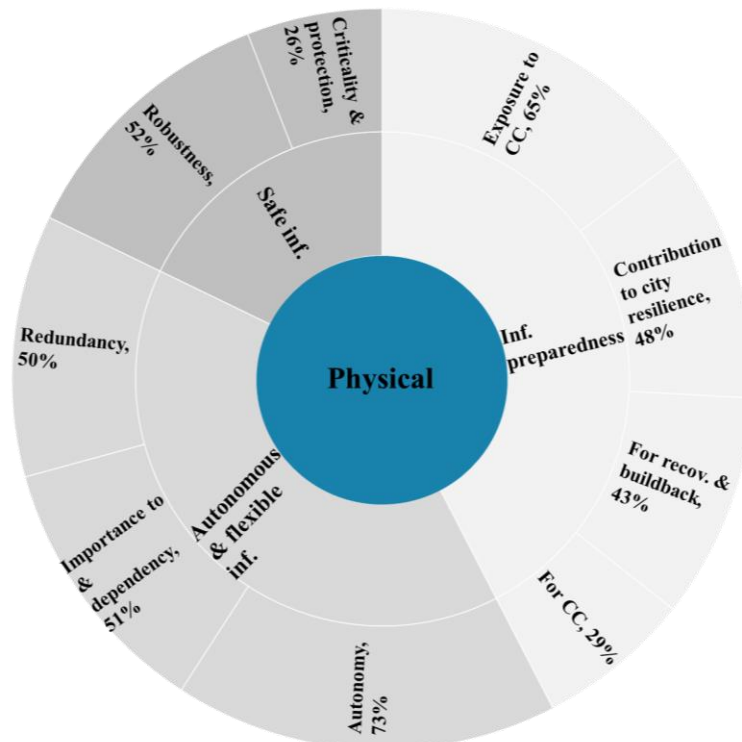 Physical
Inf.
preparedness
Exposure to
CC, 65%
Contribution
to city
resilience,
48%
For recov. &
buildback,
43%
For CC, 29%
Autonomous
& flexible
inf.
Autonomy,
73%
Importance to
&
dependency,
51%
Redundancy,
50%
Safe inf.
Robustness,
52%
Criticality &
protection,
26%